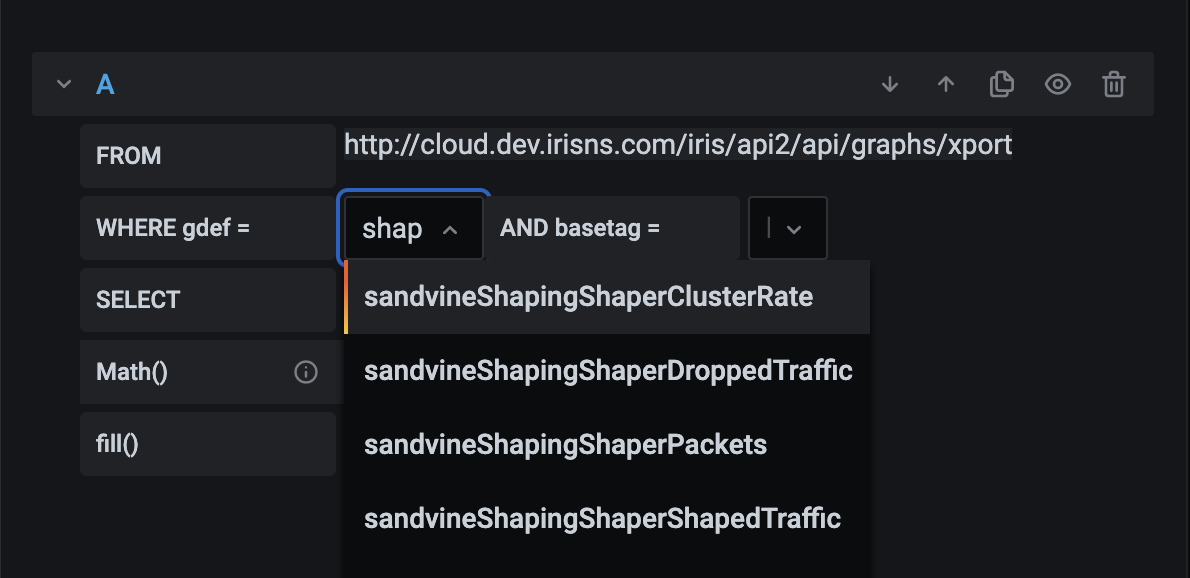 A
FROM http://cloud.dev.irisns.com/iris/api2/api/graphs/xport
WHERE gdef = shap AND basetag =
SELECT
sandvineShapingShaperClusterRate
Math()
sandvineShapingShaperDroppedTraffic
fill()
sandvineShapingShaperPackets
sandvineShapingShaperShapedTraffic